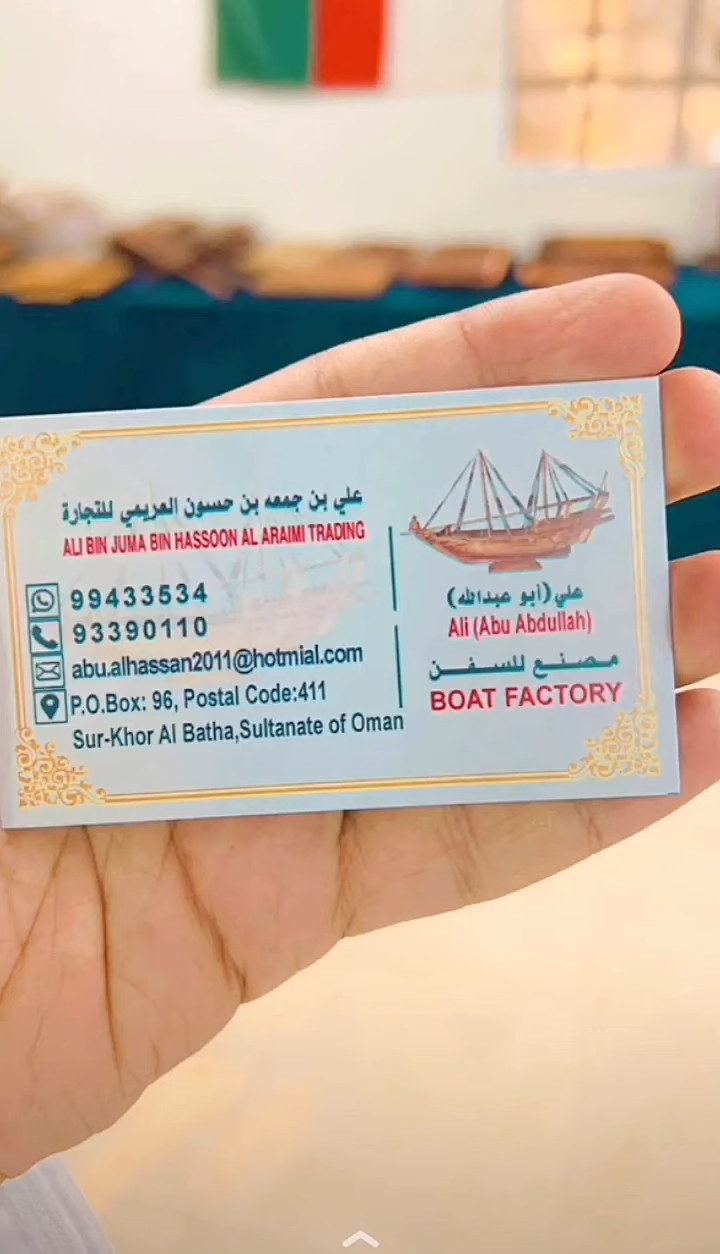 علي بن جمعه بن حسون العريمي للتجارة
ALI BIN JUMA BIN HASSOON AL ARAIMI TRADING
99433534
93390110
abu.alhassan2011@hotmial.com
P.O.Box: 96, Postal Code:411
Sur-Khor Al Batha,Sultanate of Oman
علي (أبو عبدالله)
Ali (Abu Abdullah)
مصنع للسفن
BOAT FACTORY